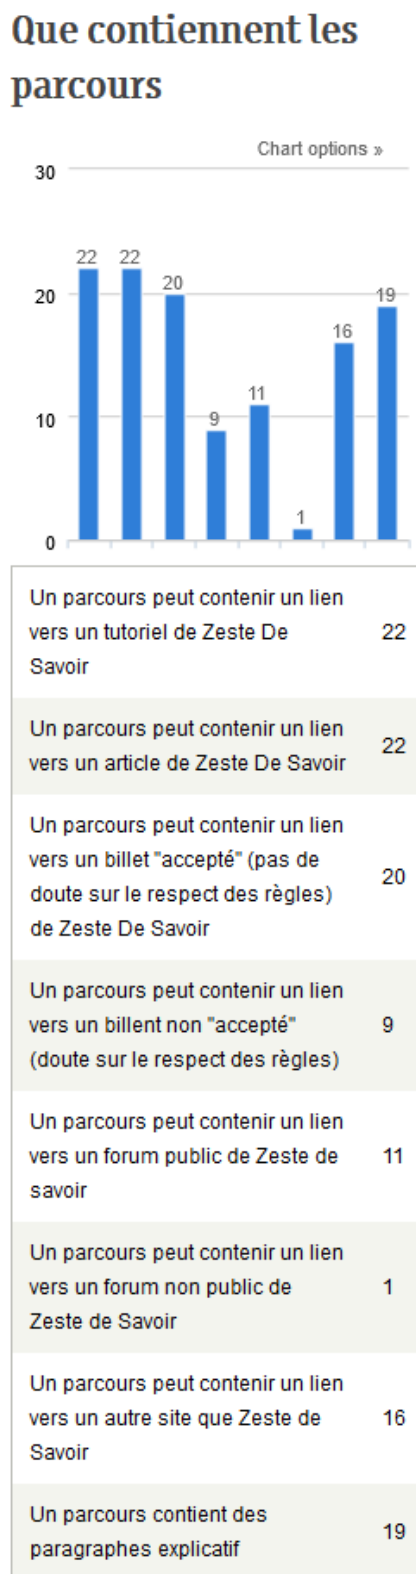 Que contiennent les
parcours
Chart options »
30
20
10
0
22
22
20
9
11
1
16
19
Un parcours peut contenir un lien
vers un tutoriel de Zeste De
Savoir
22
Un parcours peut contenir un lien
vers un article de Zeste De Savoir
22
Un parcours peut contenir un lien
vers un billet "accepté" (pas de
doute sur le respect des règles)
de Zeste De Savoir
20
Un parcours peut contenir un lien
vers un billent non "accepté"
(doute sur le respect des règles)
9
Un parcours peut contenir un lien
vers un forum public de Zeste de
savoir
11
Un parcours peut contenir un lien
vers un forum non public de
Zeste de Savoir
1
Un parcours peut contenir un lien
vers un autre site que Zeste de
Savoir
16
Un parcours contient des
paragraphes explicatif
19